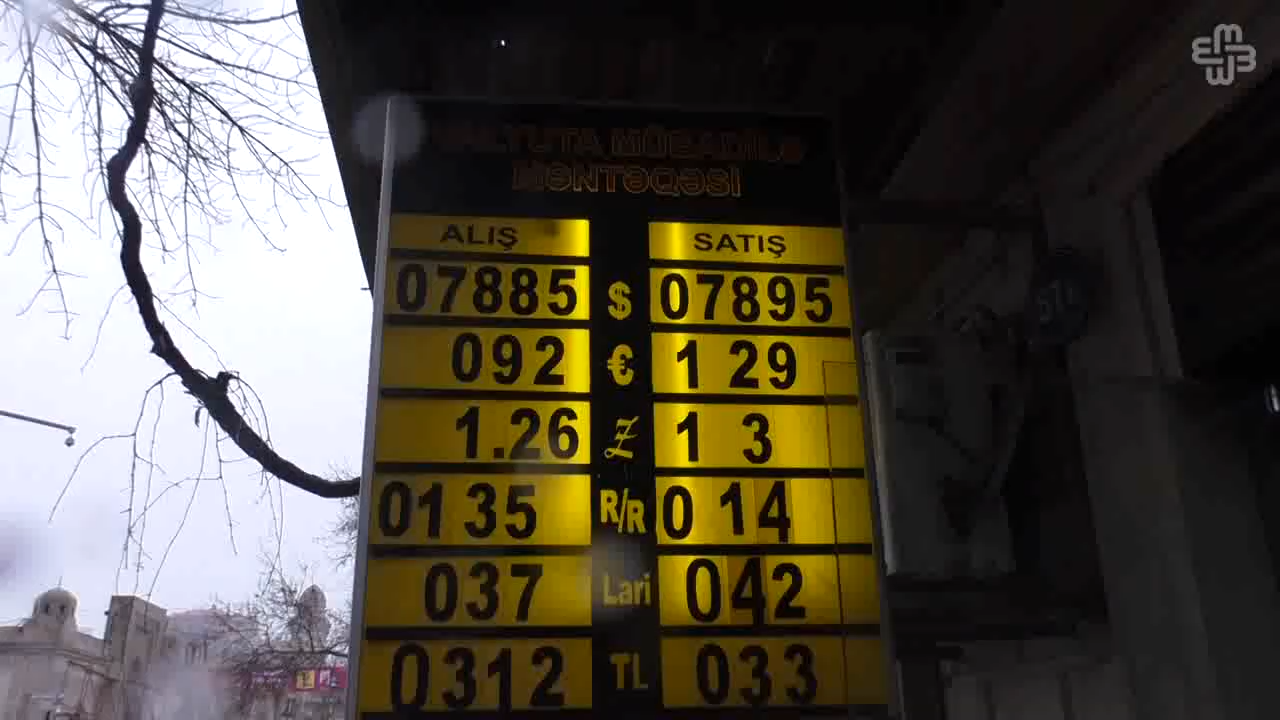 VALYUTA MÜBADİLƏ
MƏNTƏQƏSİ
ALIŞ SATIŞ
07885 $ 07895
092 € 1 29
1.26 £ 1 3
0135 R/R 0 14
037 Lari 042
0312 TL 033